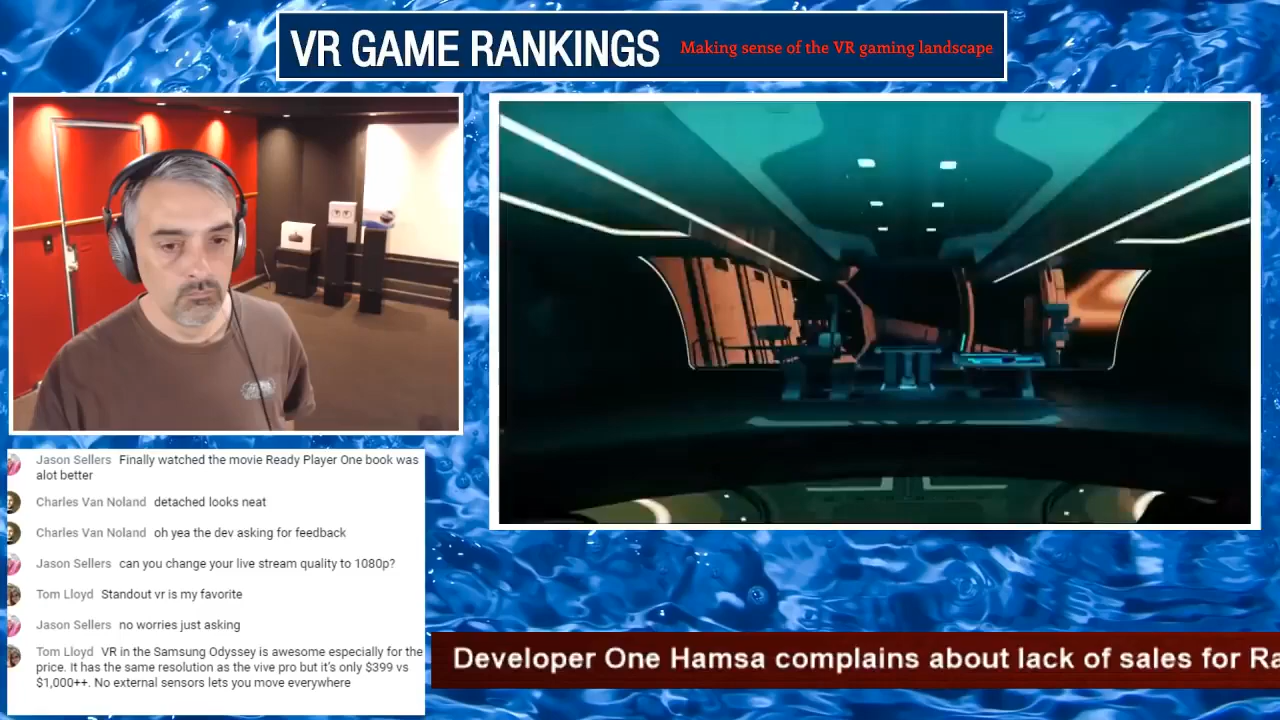 VR GAME RANKINGS Making sense of the VR gaming landscape
Jason Sellers Finally watched the movie Ready Player One book was
alot better
Charles Van Noland detached looks neat
Charles Van Noland oh yea the dev asking for feedback
Jason Sellers can you change your live stream quality to 1080p?
Tom Lloyd Standout vr is my favorite
Jason Sellers no worries just asking
Tom Lloyd VR in the Samsung Odyssey is awesome especially for the
price. It has the same resolution as the vive pro but it's only $399 vs
$1,000++. No external sensors lets you move everywhere
Developer One Hamsa complains about lack of sales for Ra